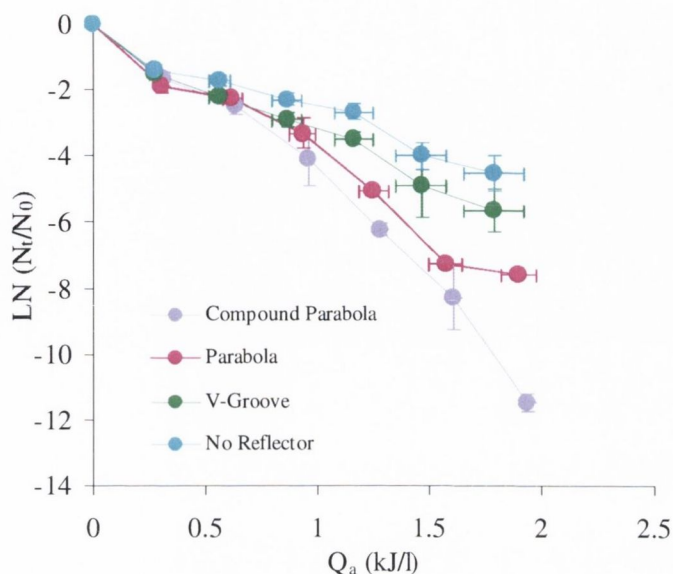 0
-2
-4
-6
-8
-10
-12
-14
LN (Nt/N0)
Compound Parabola
Parabola
V-Groove
No Reflector
0 0.5 1 1.5 2 2.5
Qa (kJ/l)